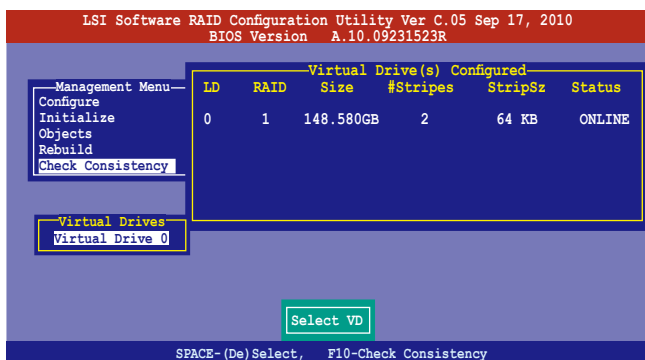 LSI Software RAID Configuration Utility Ver C.05 Sep 17, 2010
BIOS Version A.10.09231523R
Management Menu
Configure
Initialize
Objects
Rebuild
Check Consistency
Virtual Drive(s) Configured
LD RAID Size #Stripes StripSz Status
0 1 148.580GB 2 64 KB ONLINE
Virtual Drives
Virtual Drive 0
Select VD
SPACE-(De)Select, F10-Check Consistency